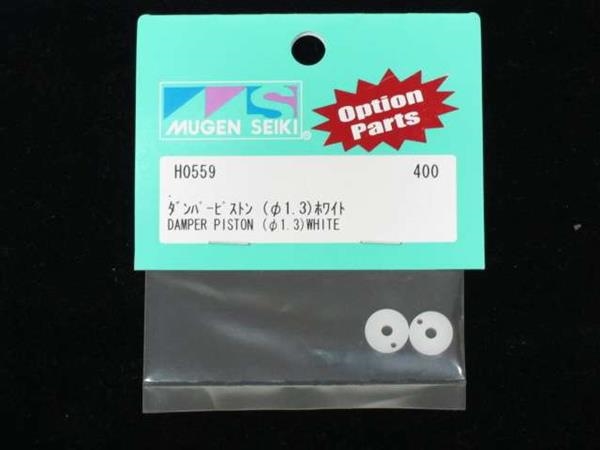 MS
MUGEN SEIKI®
Option
Parts
H0559 400
ﾀﾞﾝﾊﾟｰﾋﾟｽﾄﾝ (φ1.3)ﾎﾜｲﾄ
DAMPER PISTON (φ1.3)WHITE